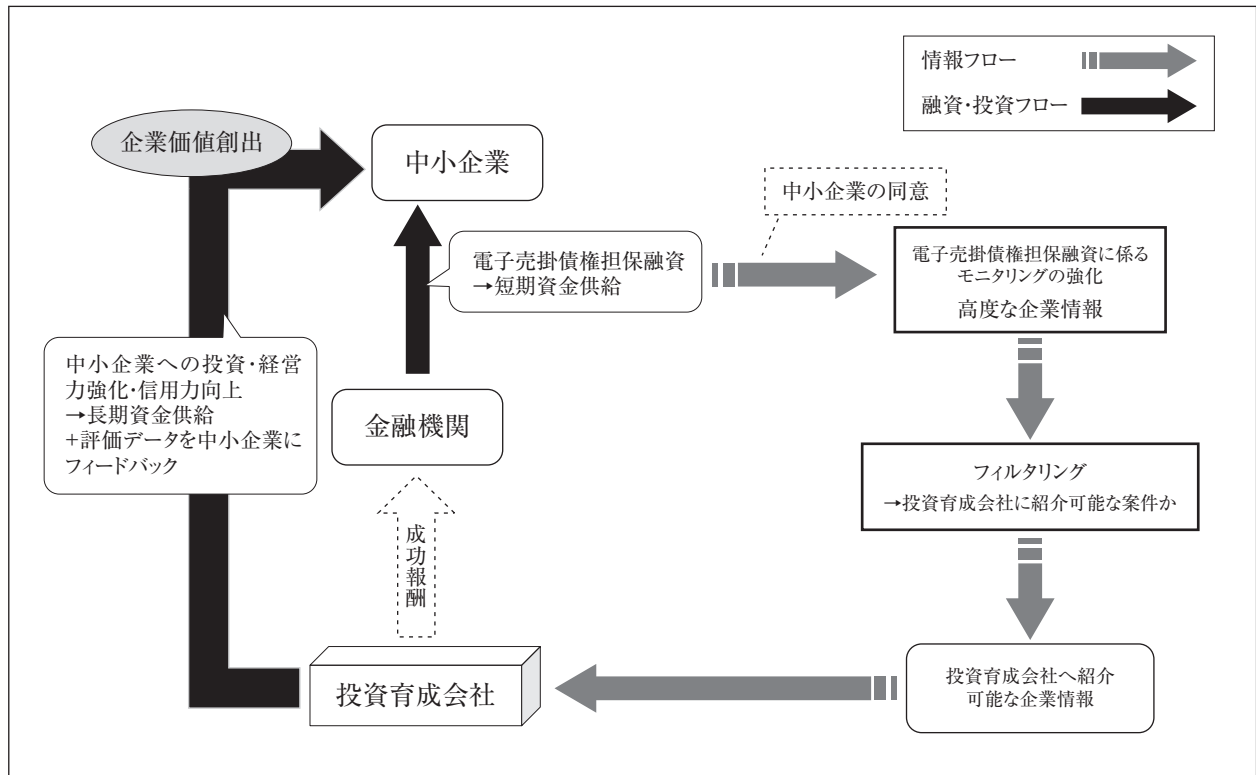 情報フロー
融資・投資フロー
企業価値創出
中小企業
中小企業の同意
電子売掛債権担保融資
→短期資金供給
電子売掛債権担保融資に係る
モニタリングの強化
高度な企業情報
中小企業への投資・経営
力強化・信用力向上
→長期資金供給
+評価データを中小企業に
フィードバック
金融機関
フィルタリング
→投資育成会社に紹介可能な案件か
成功報酬
投資育成会社
投資育成会社へ紹介
可能な企業情報